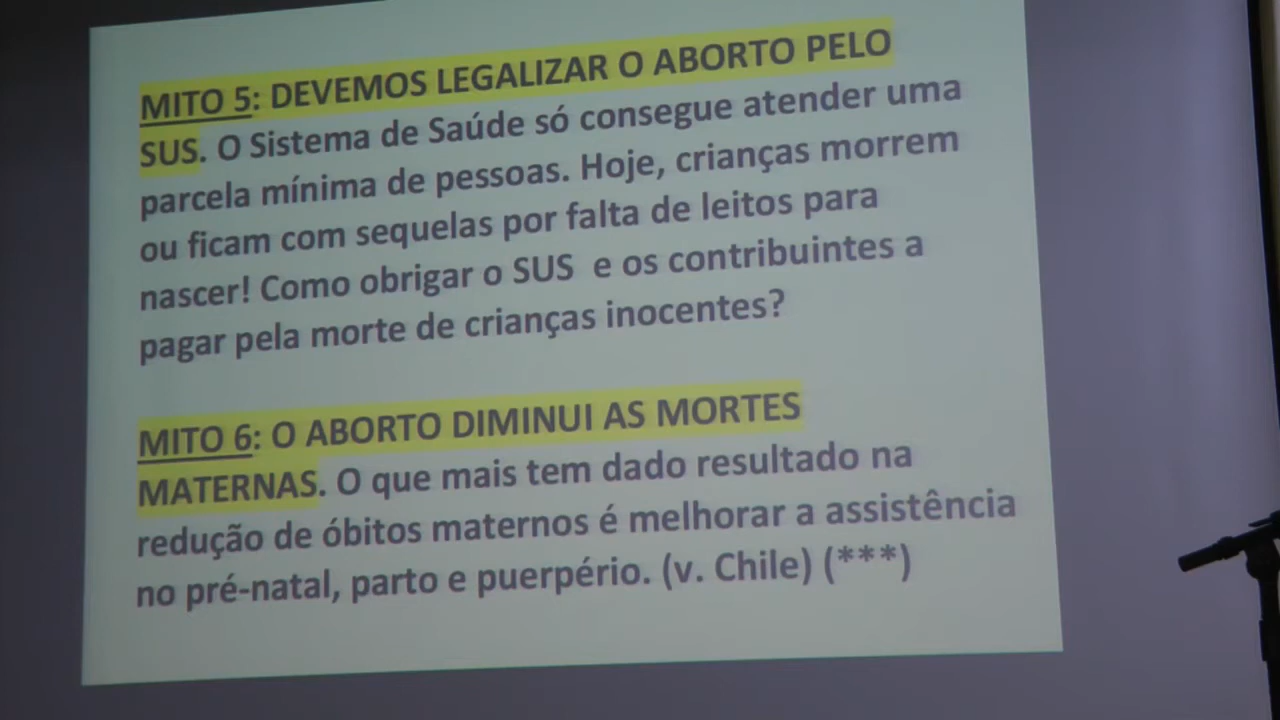 MITO 5: DEVEMOS LEGALIZAR O ABORTO PELO
SUS. O Sistema de Saúde só consegue atender uma
parcela mínima de pessoas. Hoje, crianças morrem
ou ficam com sequelas por falta de leitos para
nascer! Como obrigar o SUS e os contribuintes a
pagar pela morte de crianças inocentes?
MITO 6: O ABORTO DIMINUI AS MORTES
MATERNAS. O que mais tem dado resultado na
redução de óbitos maternos é melhorar a assistência
no pré-natal, parto e puerpério. (v. Chile) (***)